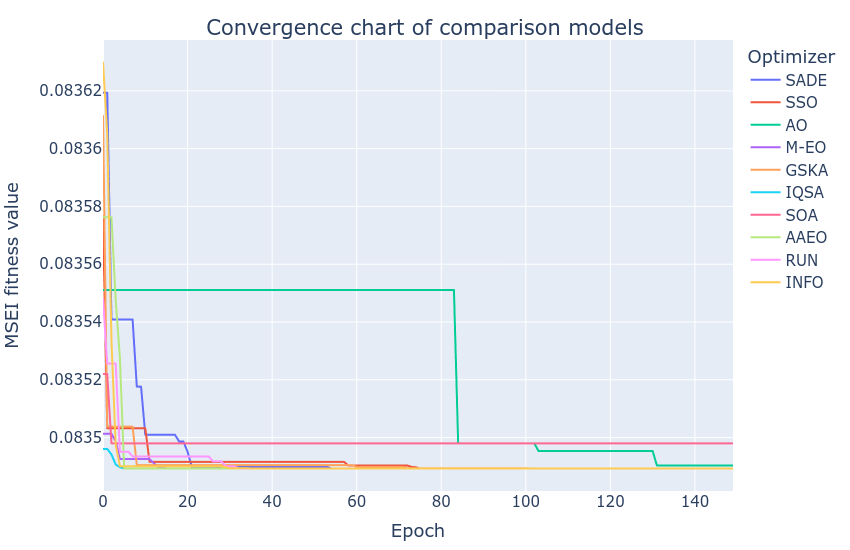 Convergence chart of comparison models
MSEI fitness value
0.08362
0.0836
0.08358
0.08356
0.08354
0.08352
0.0835
0 20 40 60 80 100 120 140
Epoch
Optimizer
SADE
SSO
AO
M-EO
GSKA
IQSA
SOA
AAEO
RUN
INFO